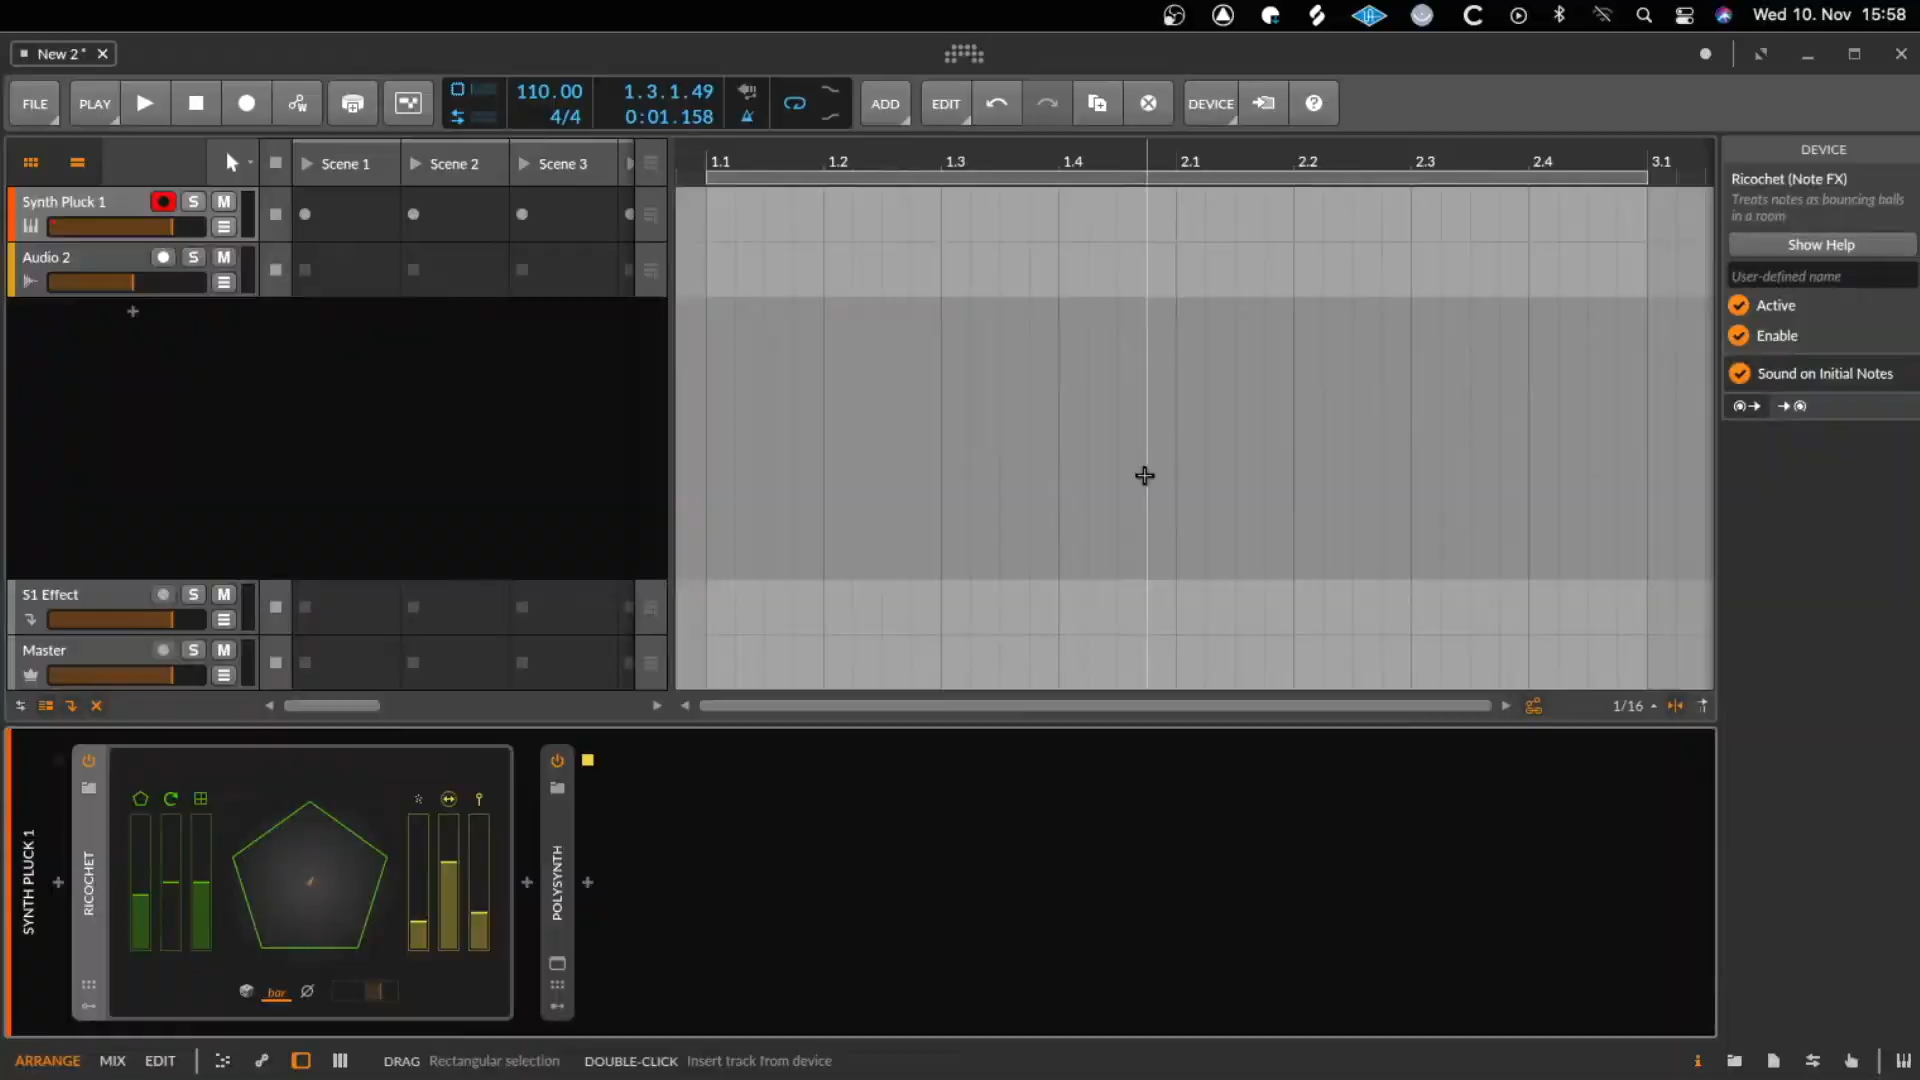 Wed 10. Nov 15:58
New 2*
FILE
PLAY
110.00
4/4
1.3.1.49
0:01.158
ADD
EDIT
DEVICE
Scene 1
Scene 2
Scene 3
1.1
1.2
1.3
1.4
2.1
2.2
2.3
2.4
3.1
Synth Pluck 1
S
M
Audio 2
S
M
S1 Effect
S
M
Master
S
M
1/16
DEVICE
Ricochet (Note FX)
Treats notes as bouncing balls
in a room
Show Help
User-defined name
Active
Enable
Sound on Initial Notes
SYNTH PLUCK 1
RICOCHET
bar
POLYSYNTH
ARRANGE
MIX
EDIT
DRAG Rectangular selection
DOUBLE-CLICK Insert track from device